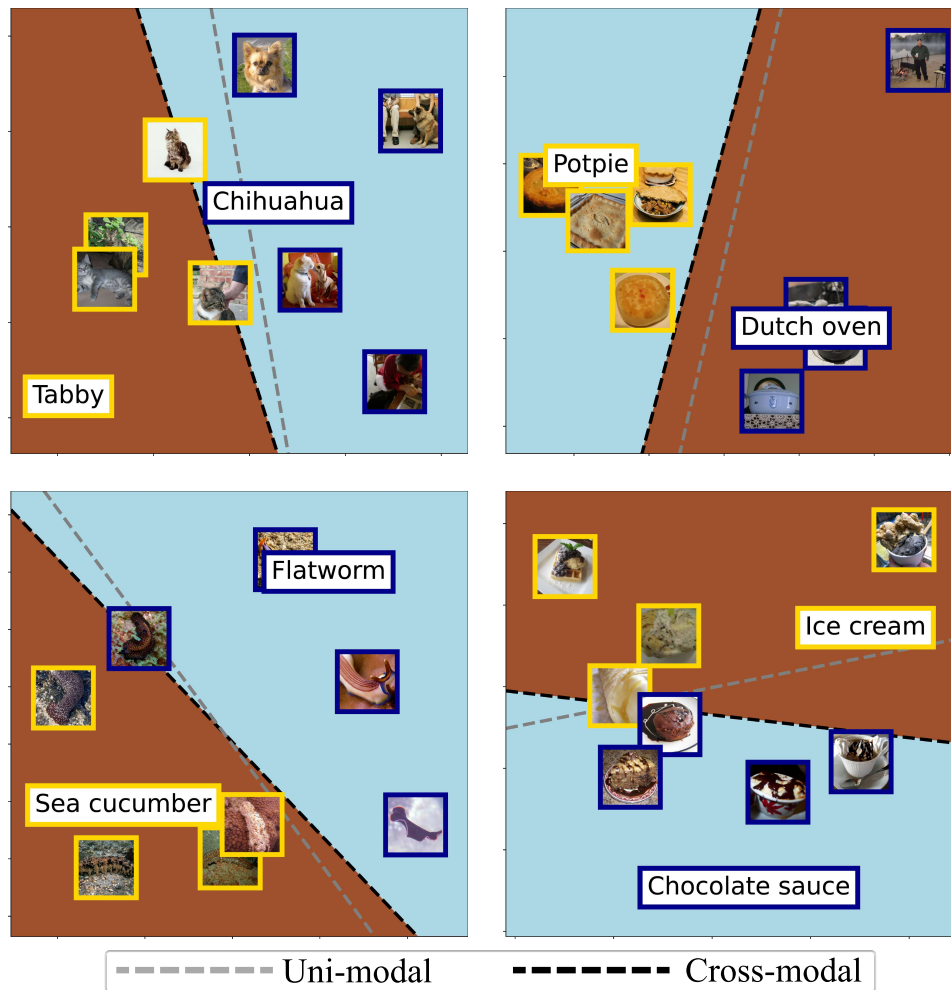 Chihuahua
Tabby
Potpie
Dutch oven
Flatworm
Sea cucumber
Ice cream
Chocolate sauce
Uni-modal
Cross-modal